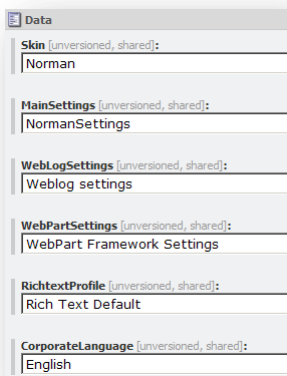 Data
Skin [unversioned, shared]:
Norman
MainSettings [unversioned, shared]:
NormanSettings
WebLogSettings [unversioned, shared]:
Weblog settings
WebPartSettings [unversioned, shared]:
WebPart Framework Settings
RichtextProfile [unversioned, shared]:
Rich Text Default
CorporateLanguage [unversioned, shared]:
English